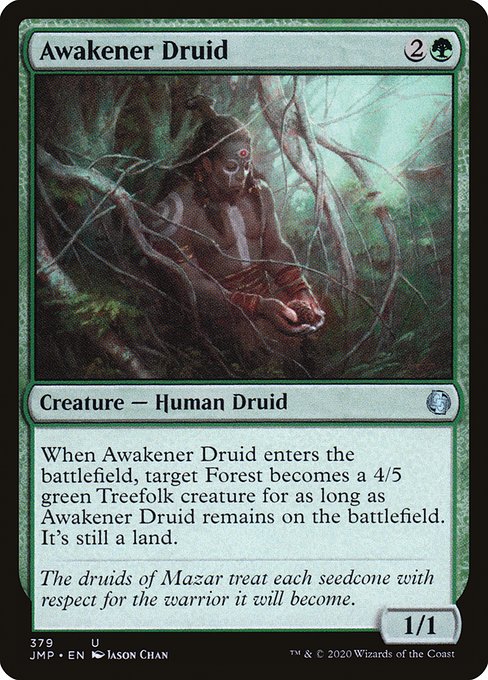 Awakener Druid 2
Creature — Human Druid
When Awakener Druid enters the
battlefield, target Forest becomes a 4/5
green Treefolk creature for as long as
Awakener Druid remains on the battlefield.
It's still a land.
The druids of Mazar treat each seedcone with
respect for the warrior it will become.
1/1
379 U
JMP • EN Jason Chan
™ & © 2020 Wizards of the Coast